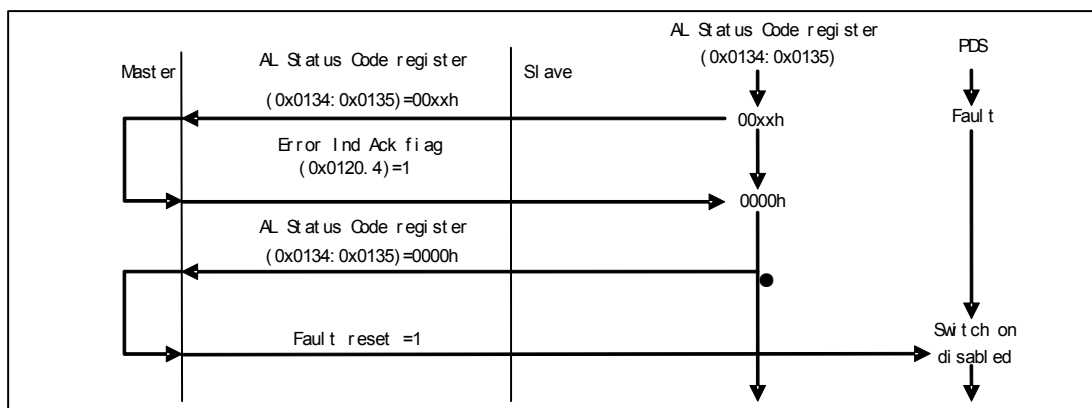 AL Status Code register
(0x0134:0x0135)
PDS
Master
AL Status Code register
Slave
(0x0134:0x0135)=00xxh
00xxh
Fault
Error Ind Ack fiag
(0x0120.4)=1
0000h
AL Status Code register
(0x0134:0x0135)=0000h
Fault reset =1
Switch on
disabled